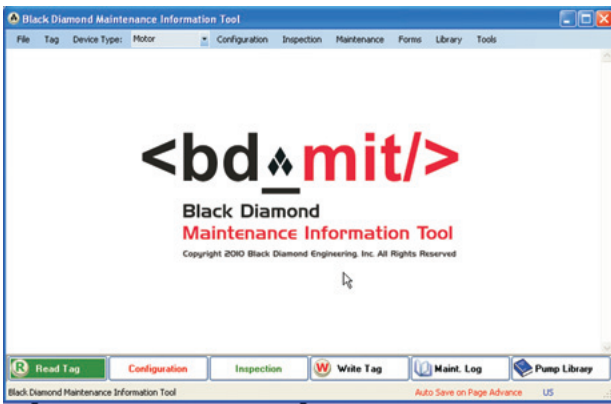 Black Diamond Maintenance Information Tool
File Tag Device Type: Motor Configuration Inspection Maintenance Forms Library Tools
<bd_mit/>
Black Diamond
Maintenance Information Tool
Copyright 2010 Black Diamond Engineering, Inc. All Rights Reserved
R Read Tag Configuration Inspection W Write Tag Maint. Log Pump Library
Black Diamond Maintenance Information Tool Auto Save on Page Advance US